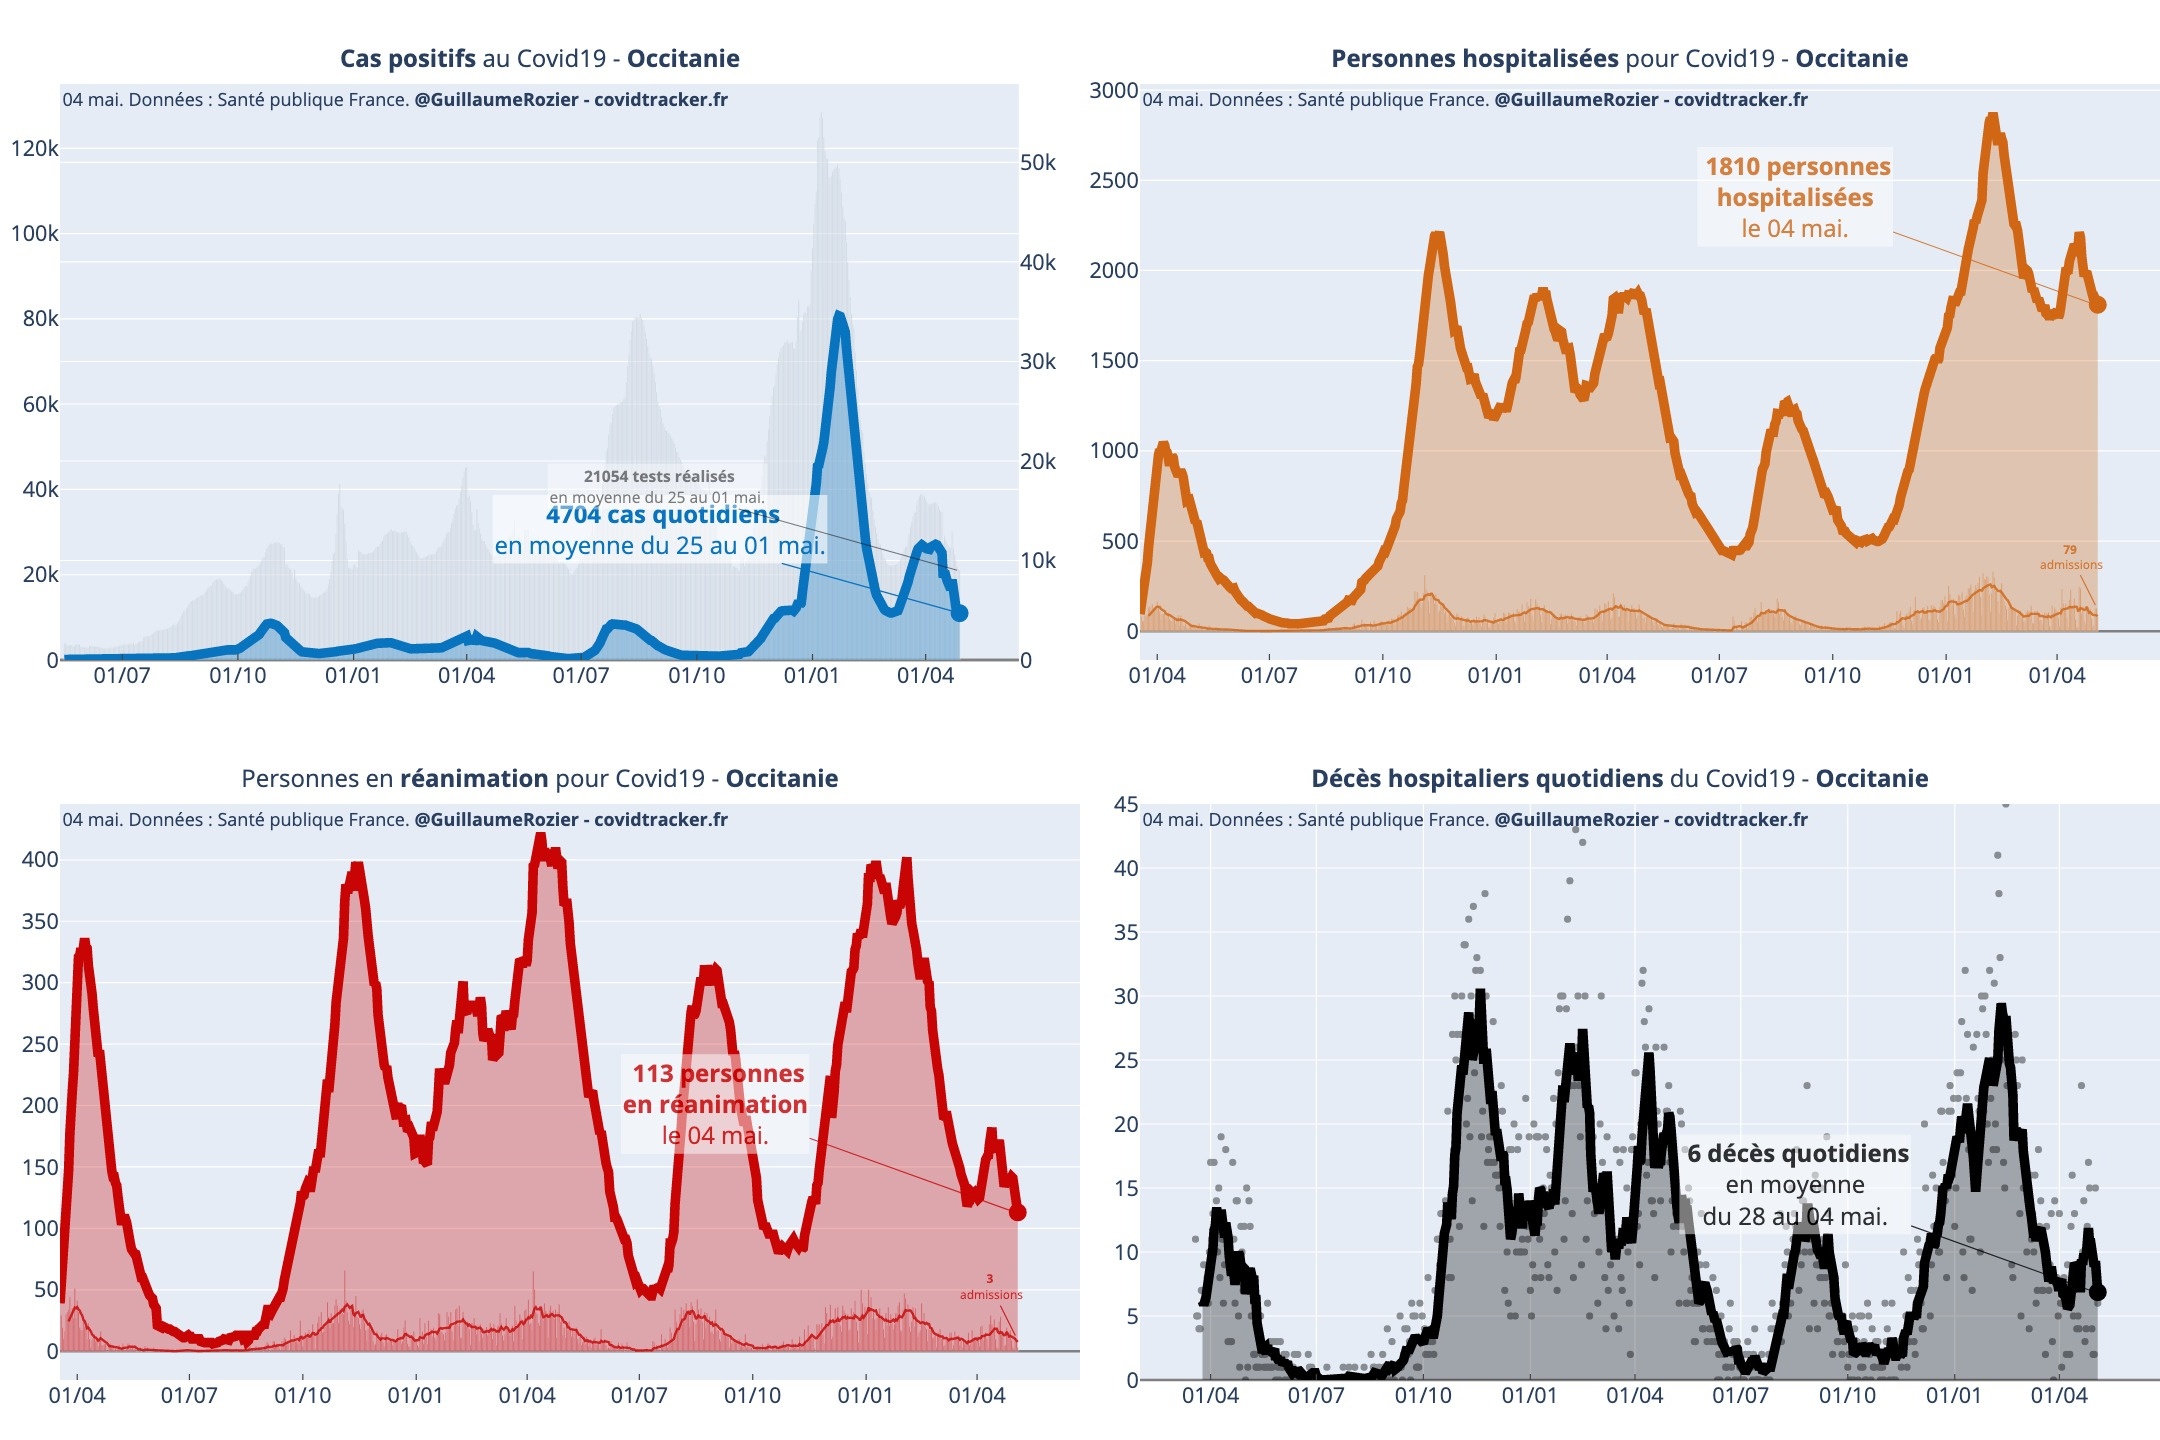 Cas positifs au Covid19 - Occitanie
04 mai. Données : Santé publique France. @GuillaumeRozier - covidtracker.fr
120k
100k
80k
60k
40k
20k
0
50k
40k
30k
20k
10k
0
21054 tests réalisés
en moyenne du 25 au 01 mai.
4704 cas quotidiens
en moyenne du 25 au 01 mai.
01/07 01/10 01/01 01/04 01/07 01/10 01/01 01/04
Personnes hospitalisées pour Covid19 - Occitanie
04 mai. Données : Santé publique France. @GuillaumeRozier - covidtracker.fr
3000
2500
2000
1500
1000
500
0
1810 personnes
hospitalisées
le 04 mai.
79
admissions
01/04 01/07 01/10 01/01 01/04 01/07 01/10 01/01 01/04
Personnes en réanimation pour Covid19 - Occitanie
04 mai. Données : Santé publique France. @GuillaumeRozier - covidtracker.fr
400
350
300
250
200
150
100
50
0
113 personnes
en réanimation
le 04 mai.
3
admissions
01/04 01/07 01/10 01/01 01/04 01/07 01/10 01/01 01/04
Décès hospitaliers quotidiens du Covid19 - Occitanie
04 mai. Données : Santé publique France. @GuillaumeRozier - covidtracker.fr
45
40
35
30
25
20
15
10
5
0
6 décès quotidiens
en moyenne
du 28 au 04 mai.
01/04 01/07 01/10 01/01 01/04 01/07 01/10 01/01 01/04